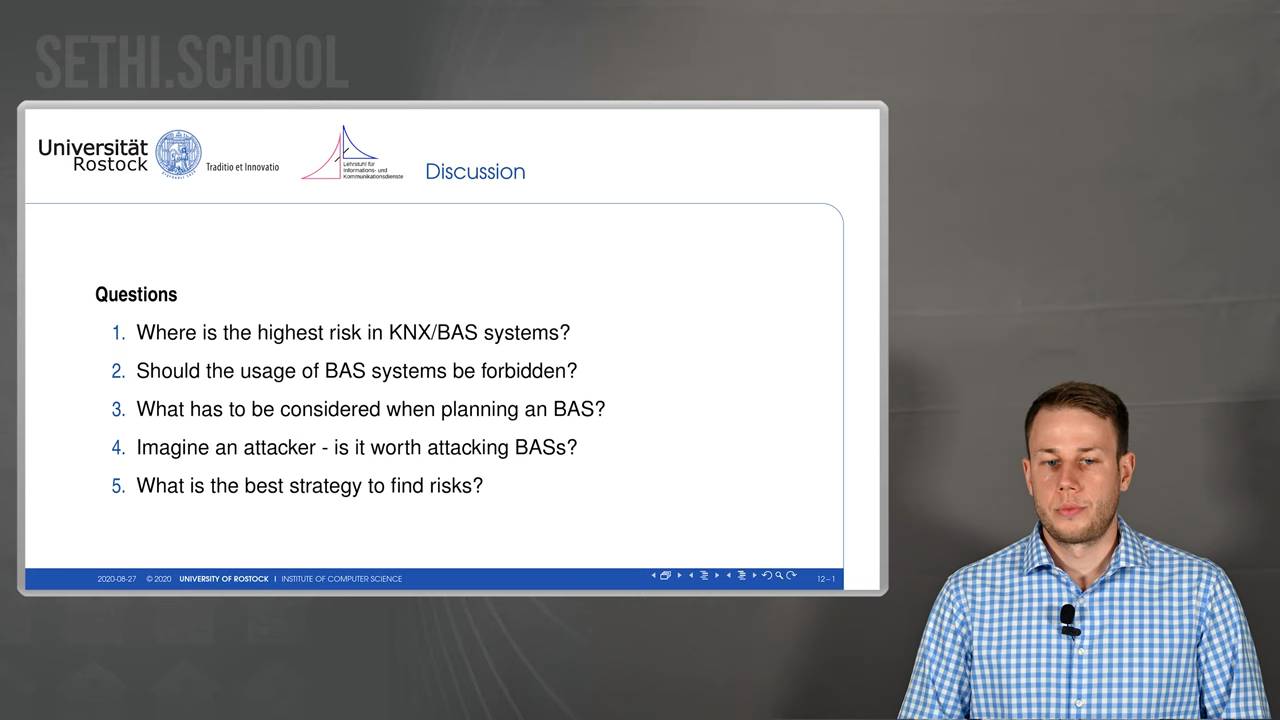 SETHI.SCHOOL
Universität
Rostock
Traditio et Innovatio
Lehrstuhl für
Informations- und
Kommunikationsdienste
Discussion
Questions
1. Where is the highest risk in KNX/BAS systems?
2. Should the usage of BAS systems be forbidden?
3. What has to be considered when planning an BAS?
4. Imagine an attacker - is it worth attacking BASs?
5. What is the best strategy to find risks?
2020-08-27 © 2020 UNIVERSITY OF ROSTOCK | INSTITUTE OF COMPUTER SCIENCE 12–1